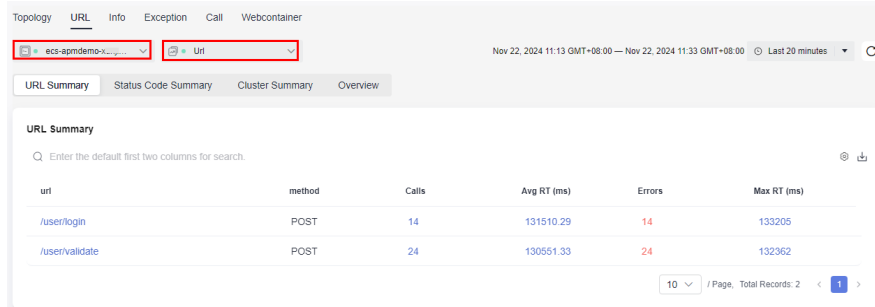 Topology URL Info Exception Call Webcontainer
Url Nov 22, 2024 11:13 GMT+08:00 — Nov 22, 2024 11:33 GMT+08:00 Last 20 minutes
URL Summary Status Code Summary Cluster Summary Overview
URL Summary
Enter the default first two columns for search.
url method Calls Avg RT (ms) Errors Max RT (ms)
/user/login POST 14 131510.29 14 133205
/user/validate POST 24 130551.33 24 132362
10 / Page, Total Records: 2 < 1 >